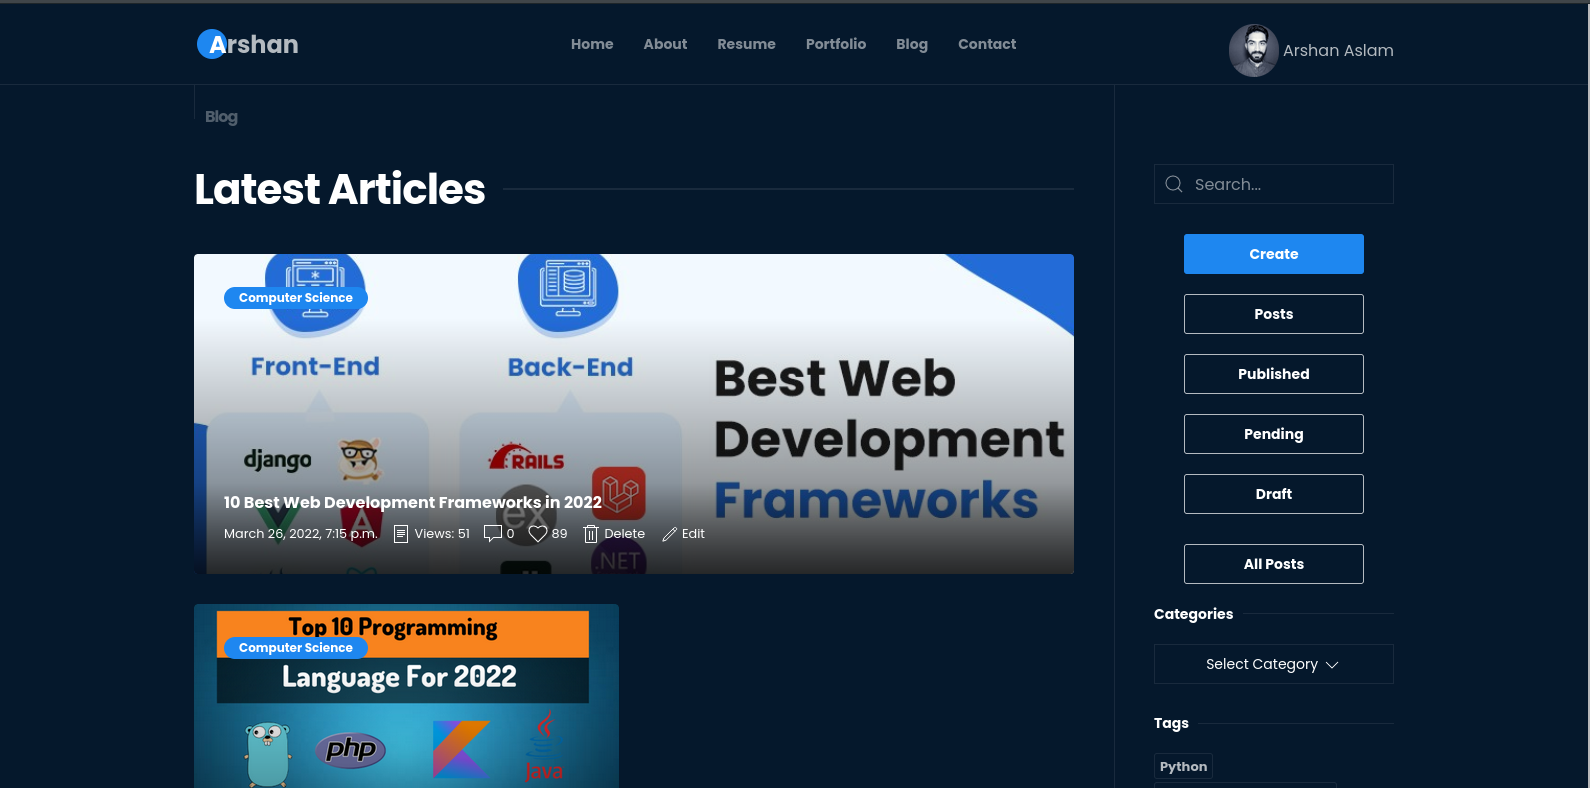 Arshan
Home About Resume Portfolio Blog Contact
Arshan Aslam
Blog
Latest Articles
Computer Science
Front-End
Back-End
Best Web
Development
Frameworks
django
RAILS
ex
.NET
10 Best Web Development Frameworks in 2022
March 26, 2022, 7:15 p.m. Views: 51 0 89 Delete Edit
Top 10 Programming
Computer Science
Language For 2022
php
Java
Search...
Create
Posts
Published
Pending
Draft
All Posts
Categories
Select Category
Tags
Python